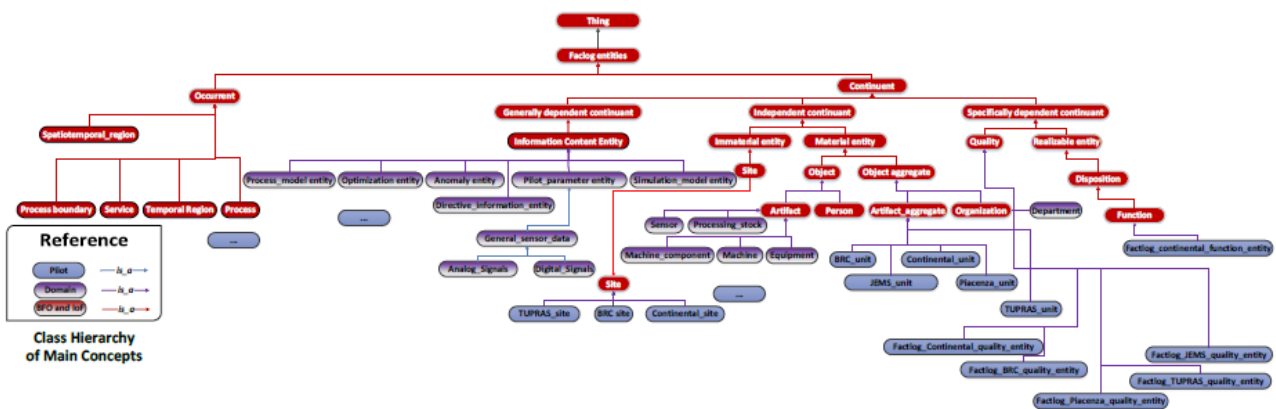 Thing
Faclog entities
Continuent
Occurrent
Generally dependent continuant
Independent continuant
Specifically dependent continuant
Spatiotemporal_region
Information Content Entity
Immaterial entity
Material entity
Quality
Realizable entity
Site
Object
Object aggregate
Process_model entity
Optimization entity
Anomaly entity
Pilot_parameter entity
Simulation_model entity
Disposition
Directive_information_entity
Process boundary
Service
Temporal Region
Process
Artifact
Person
Artifact_aggregate
Organization
Department
Function
...
...
Sensor
Processing_stock
General_sensor_data
Factlog_continental_function_entity
Machine_component
Machine
Equipment
BRC_unit
Continental_unit
Analog_Signals
Digital_Signals
JEMS_unit
Piacenza_unit
Site
...
TUPRAS_unit
TUPRAS_site
BRC site
Continental_site
Factlog_Continental_quality_entity
Factlog_JEMS_quality_entity
Factlog_BRC_quality_entity
Factlog_TUPRAS_quality_entity
Factlog_Piacenza_quality_entity
Reference
Pilot
is_a
Domain
is_a
BFO and IoF
is_a
Class Hierarchy
of Main Concepts